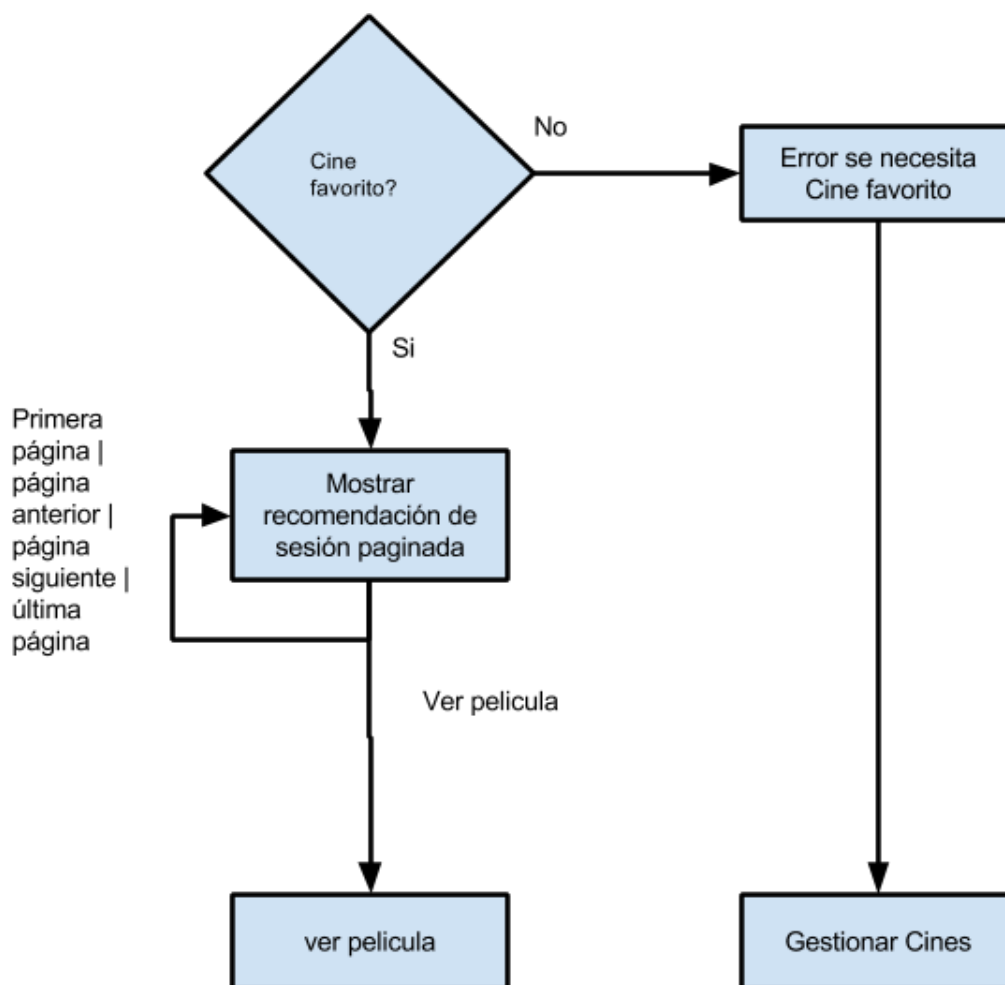 No
Error se necesita
Cine favorito
Cine
favorito?
Si
Primera
página |
página
anterior |
página
siguiente |
última
página
Mostrar
recomendación de
sesión paginada
Ver pelicula
ver pelicula
Gestionar Cines